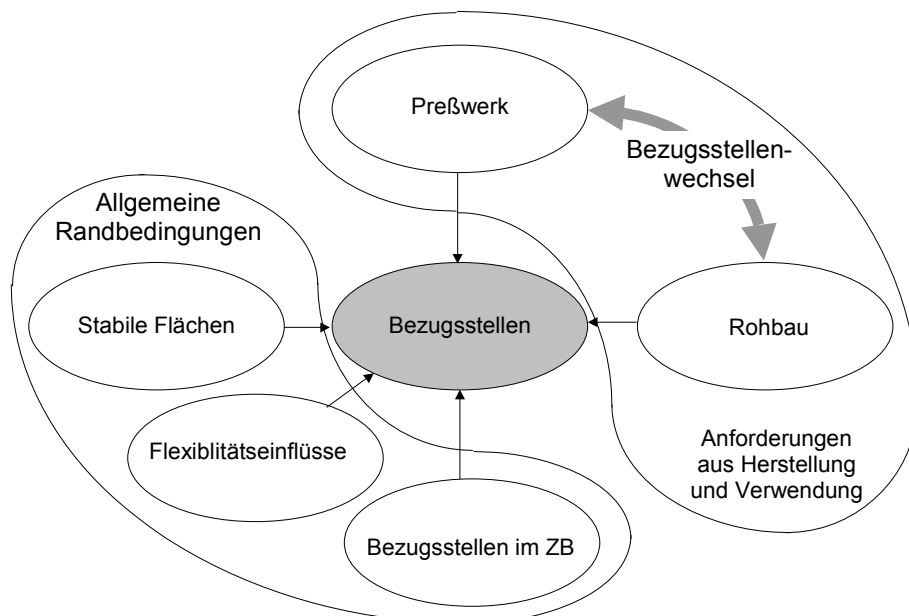 Preßwerk
Bezugsstellen-
wechsel
Allgemeine
Randbedingungen
Stabile Flächen
Bezugsstellen
Rohbau
Flexiblitätseinflüsse
Anforderungen
aus Herstellung
und Verwendung
Bezugsstellen im ZB